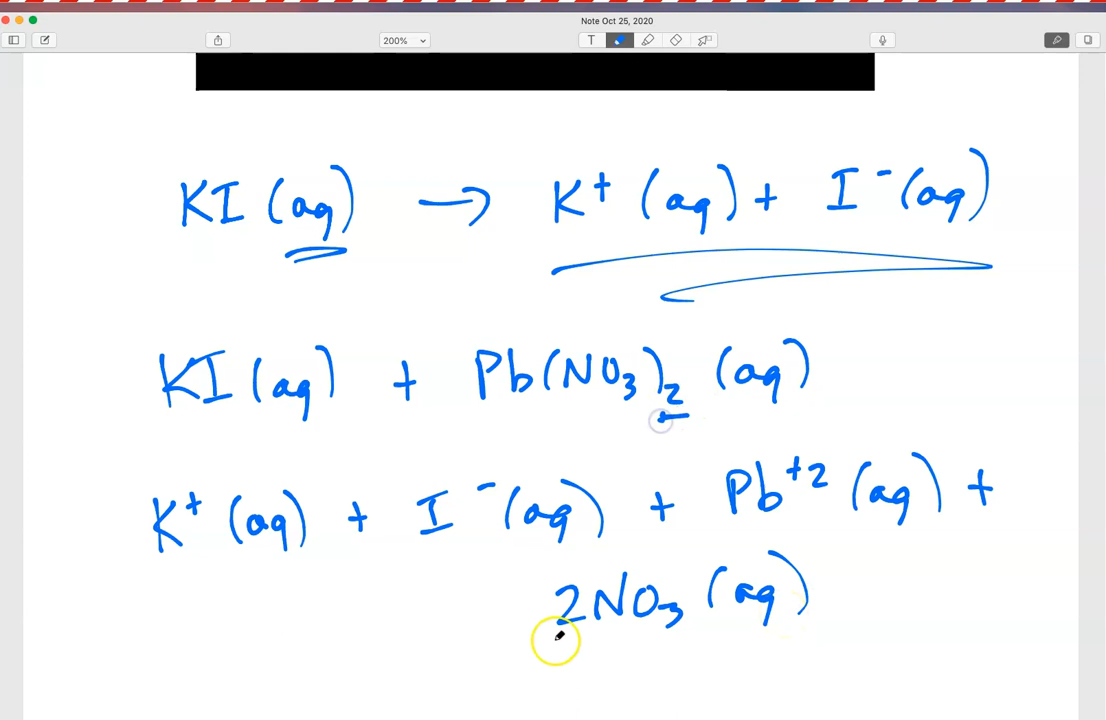 Note Oct 25, 2020
200%
T
KI (aq) → K⁺ (aq) + I⁻ (aq)
KI (aq) + Pb(NO₃)₂ (aq)
K⁺ (aq) + I⁻ (aq) + Pb⁺² (aq) +
2NO₃ (aq)